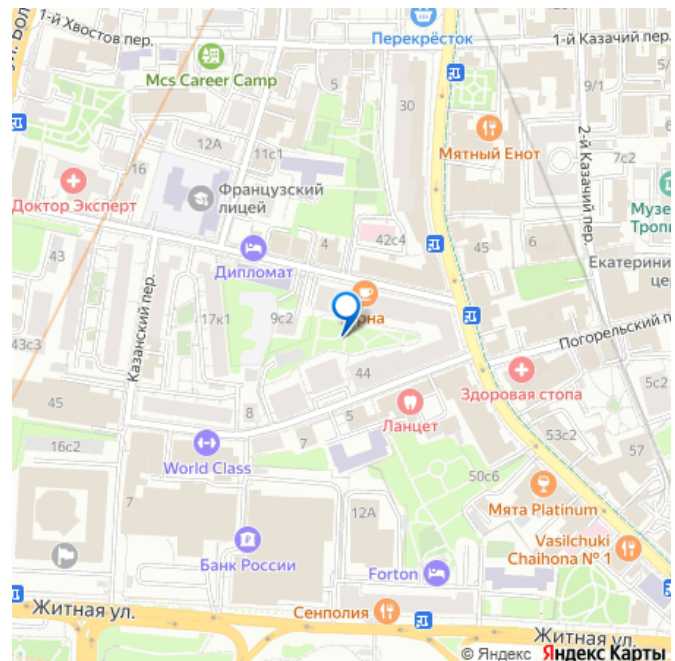 1-й Хвостов пер.
Перекрёсток
1-й Казачий пер.
Mcs Career Camp
5
30
9/1
12А
Мятный Енот
2-й Казачий пер.
7с2
16
11с1
Доктор Эксперт
Французский
лицей
Дипломат
4
42с4
45
6
43
17к1
9с2
44
43с3
Казанский пер.
Погорельский
Здоровая стопа
5с2
45
8
5
Ланцет
16с2
World Class
7
53с2
57
50с6
7
12А
Мята Platinum
Банк России
Vasilchuki
Chaihona № 1
Forton
Житная ул.
Сенполия
Житная ул.
© Яндекс Яндекс Карты